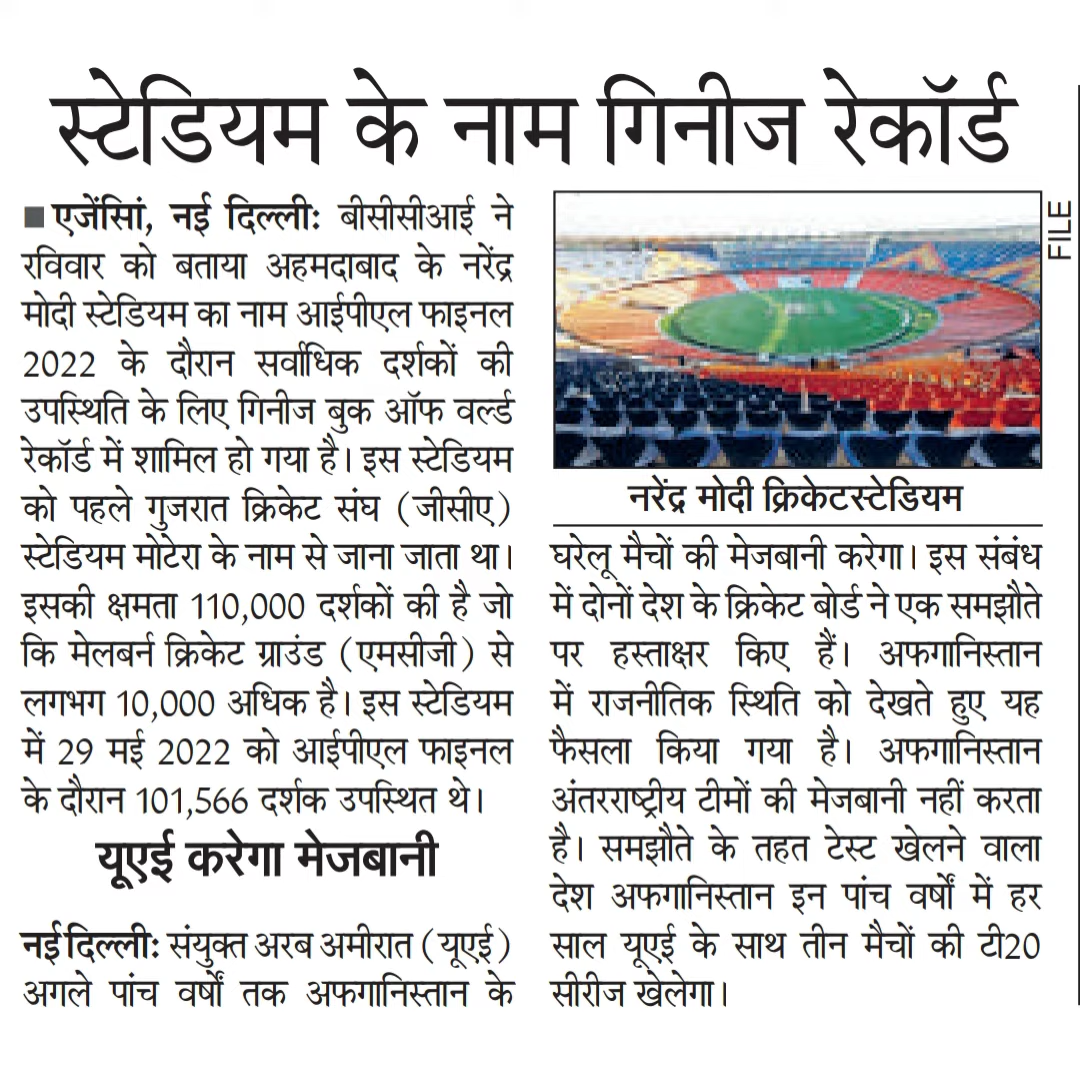 स्टेडियम के नाम गिनीज रेकॉर्ड
■ एजेंसिां, नई दिल्ली: बीसीसीआई ने
रविवार को बताया अहमदाबाद के नरेंद्र
मोदी स्टेडियम का नाम आईपीएल फाइनल
2022 के दौरान सर्वाधिक दर्शकों की
उपस्थिति के लिए गिनीज बुक ऑफ वर्ल्ड
रेकॉर्ड में शामिल हो गया है। इस स्टेडियम
को पहले गुजरात क्रिकेट संघ (जीसीए)
स्टेडियम मोटेरा के नाम से जाना जाता था।
इसकी क्षमता 110,000 दर्शकों की है जो
कि मेलबर्न क्रिकेट ग्राउंड (एमसीजी) से
लगभग 10,000 अधिक है। इस स्टेडियम
में 29 मई 2022 को आईपीएल फाइनल
के दौरान 101,566 दर्शक उपस्थित थे।
FILE
नरेंद्र मोदी क्रिकेटस्टेडियम
यूएई करेगा मेजबानी
नई दिल्ली: संयुक्त अरब अमीरात (यूएई)
अगले पांच वर्षों तक अफगानिस्तान के
घरेलू मैचों की मेजबानी करेगा। इस संबंध
में दोनों देश के क्रिकेट बोर्ड ने एक समझौते
पर हस्ताक्षर किए हैं। अफगानिस्तान
में राजनीतिक स्थिति को देखते हुए यह
फैसला किया गया है। अफगानिस्तान
अंतरराष्ट्रीय टीमों की मेजबानी नहीं करता
है। समझौते के तहत टेस्ट खेलने वाला
देश अफगानिस्तान इन पांच वर्षों में हर
साल यूएई के साथ तीन मैचों की टी20
सीरीज खेलेगा।